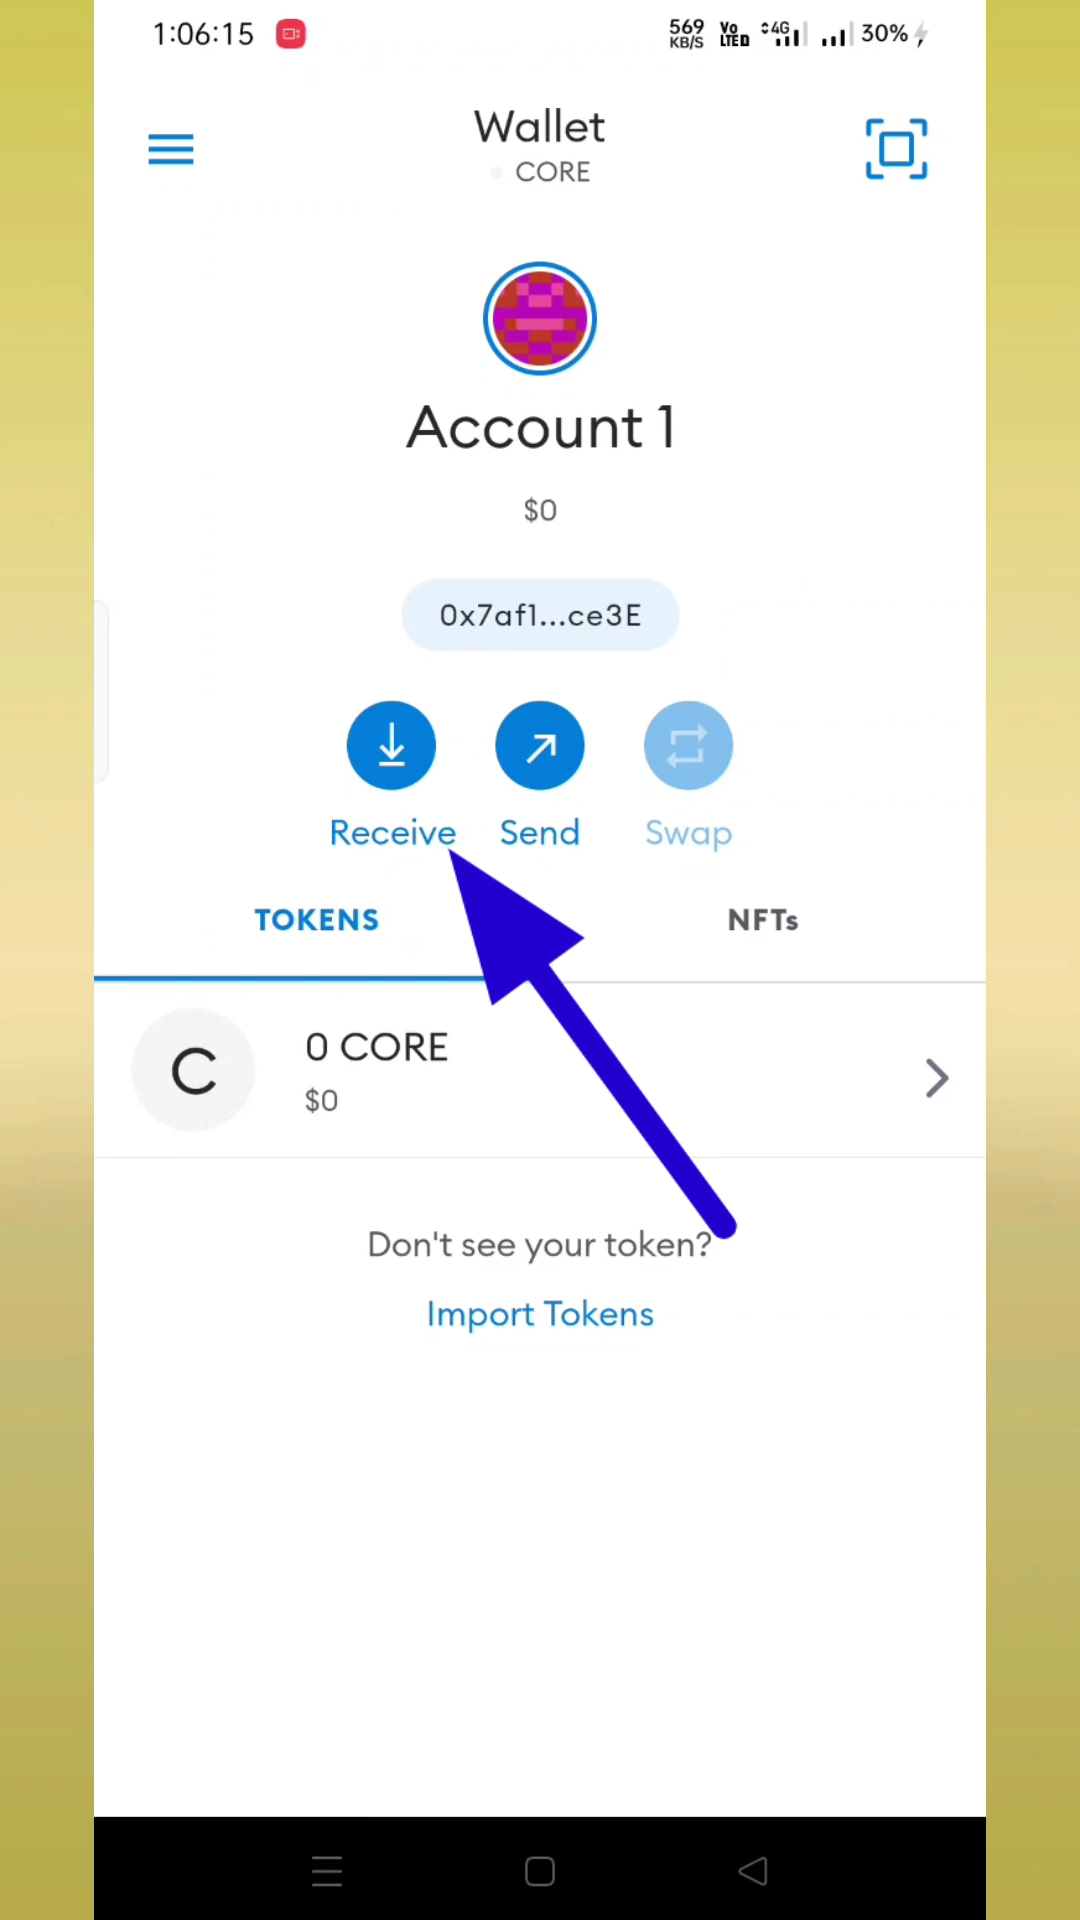 1:06:15
569 KB/S Vo LTED 4G 30%
Wallet
CORE
Account 1
$0
0x7af1...ce3E
Receive Send Swap
TOKENS NFTs
C
0 CORE
$0
Don't see your token?
Import Tokens